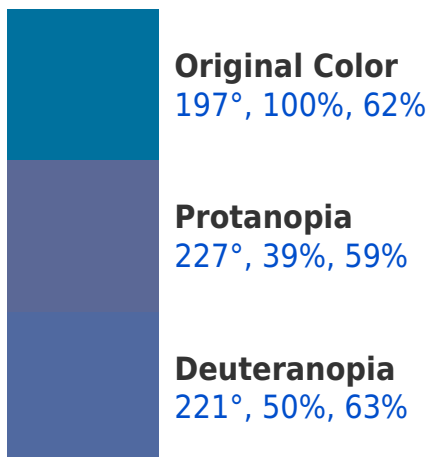 Original Color
197°, 100%, 62%
Protanopia
227°, 39%, 59%
Deuteranopia
221°, 50%, 63%